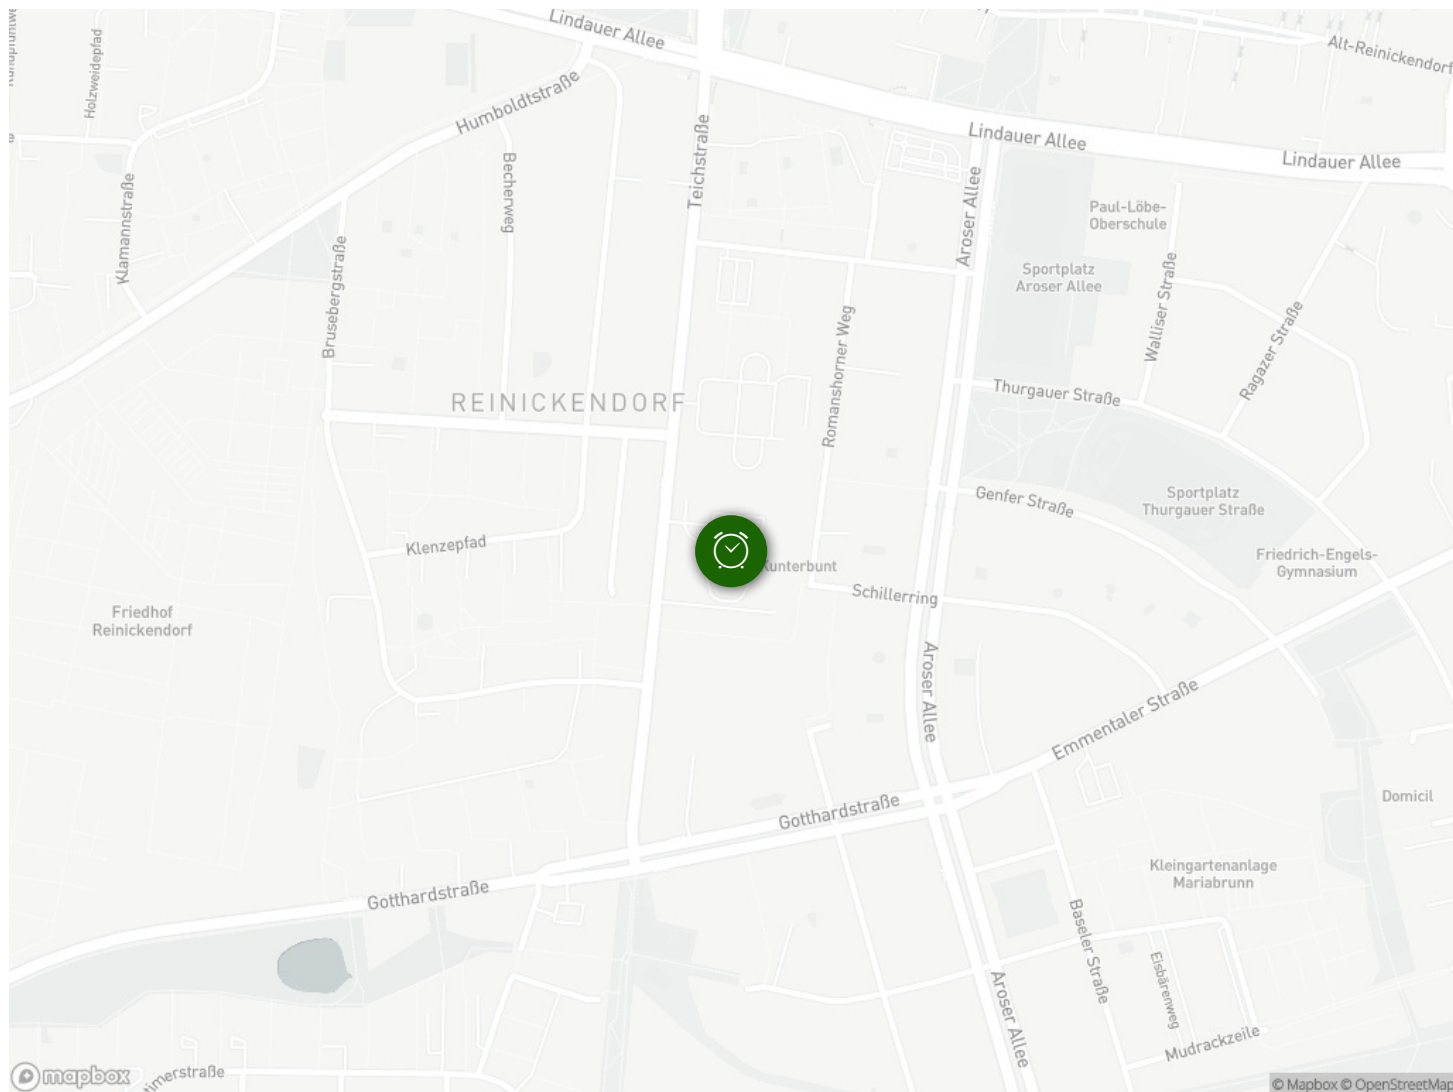 Lindauer Allee
Alt-Reinickendorf
Holzweidepfad
Humboldtstraße
Teichstraße
Lindauer Allee
Lindauer Allee
Klamannstraße
Becherweg
Aroser Allee
Paul-Löbe-
Oberschule
Brusebergstraße
Sportplatz
Aroser Allee
Walliser Straße
Ragazer Straße
Romanshorner Weg
REINICKENDORF
Thurgauer Straße
Genfer Straße
Sportplatz
Thurgauer Straße
Klenzepfad
Kunterbunt
Friedrich-Engels-
Gymnasium
Schillerring
Friedhof
Reinickendorf
Aroser Allee
Emmentaler Straße
Gotthardstraße
Domicil
Kleingartenanlage
Mariabrunn
Gotthardstraße
Baseler Straße
Eisbärenweg
Aroser Allee
Mudrackzeile
mapbox
© Mapbox © OpenStreetMap